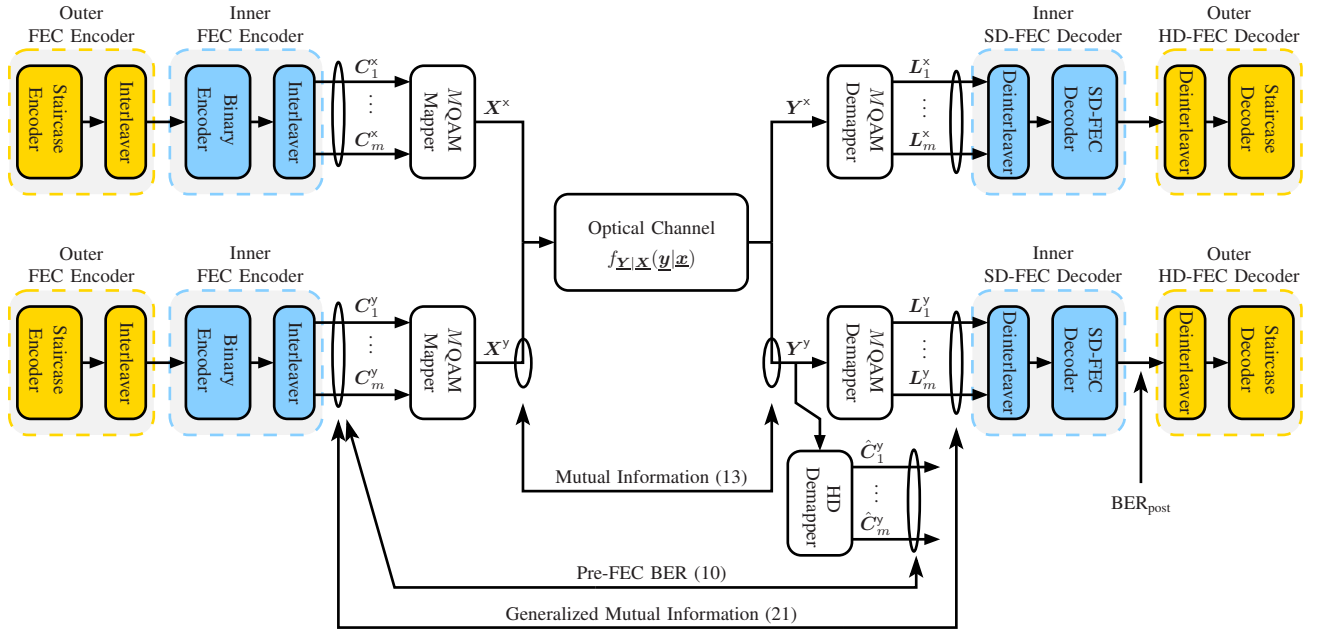 Outer
FEC Encoder
Staircase
Encoder
Interleaver
Inner
FEC Encoder
Binary
Encoder
Interleaver
C₁ˣ
⋯
Cₘˣ
MQAM
Mapper
Xˣ
Yˣ
MQAM
Demapper
L₁ˣ
⋯
Lₘˣ
Inner
SD-FEC Decoder
Deinterleaver
SD-FEC
Decoder
Outer
HD-FEC Decoder
Deinterleaver
Staircase
Decoder
Optical Channel
f_Y|X(y|x)
Outer
FEC Encoder
Staircase
Encoder
Interleaver
Inner
FEC Encoder
Binary
Encoder
Interleaver
C₁ʸ
⋯
Cₘʸ
MQAM
Mapper
Xʸ
Yʸ
MQAM
Demapper
L₁ʸ
⋯
Lₘʸ
Inner
SD-FEC Decoder
Deinterleaver
SD-FEC
Decoder
Outer
HD-FEC Decoder
Deinterleaver
Staircase
Decoder
HD
Demapper
Ĉ₁ʸ
⋯
Ĉₘʸ
BER_post
Mutual Information (13)
Pre-FEC BER (10)
Generalized Mutual Information (21)